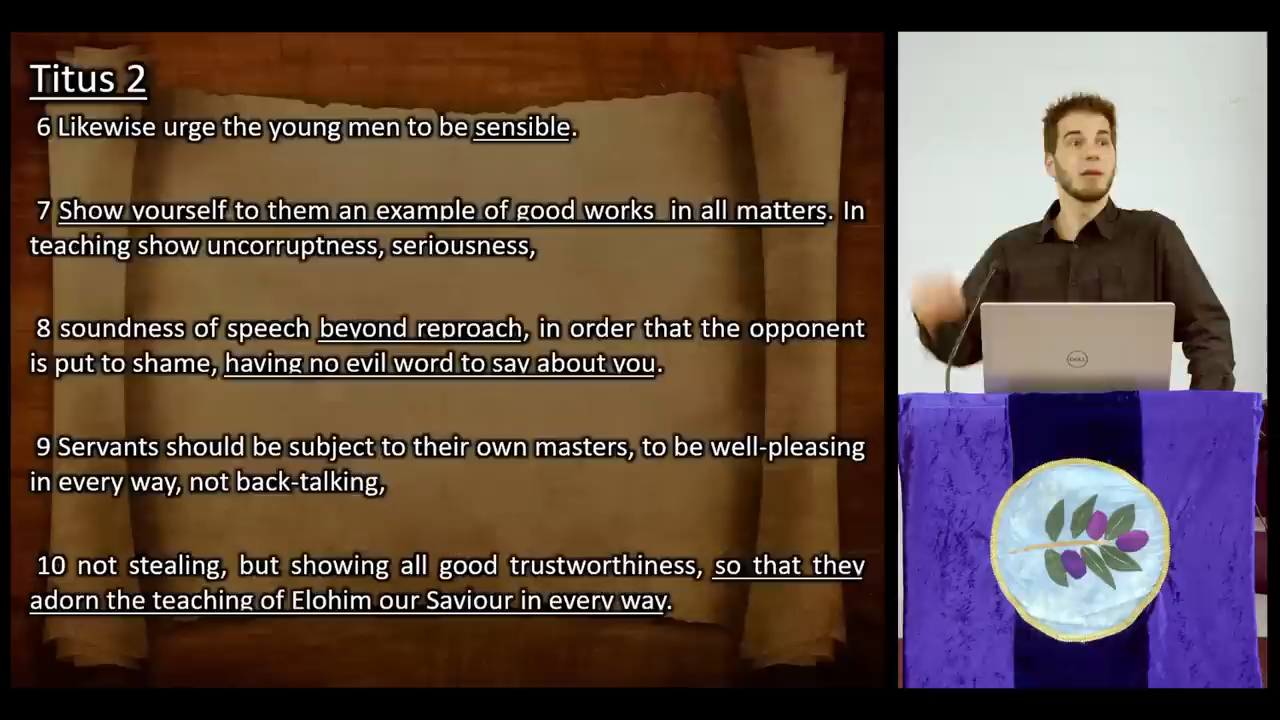 Titus 2
6 Likewise urge the young men to be sensible.
7 Show yourself to them an example of good works in all matters. In
teaching show uncorruptness, seriousness,
8 soundness of speech beyond reproach, in order that the opponent
is put to shame, having no evil word to say about you.
9 Servants should be subject to their own masters, to be well-pleasing
in every way, not back-talking,
10 not stealing, but showing all good trustworthiness, so that they
adorn the teaching of Elohim our Saviour in every way.
DELL